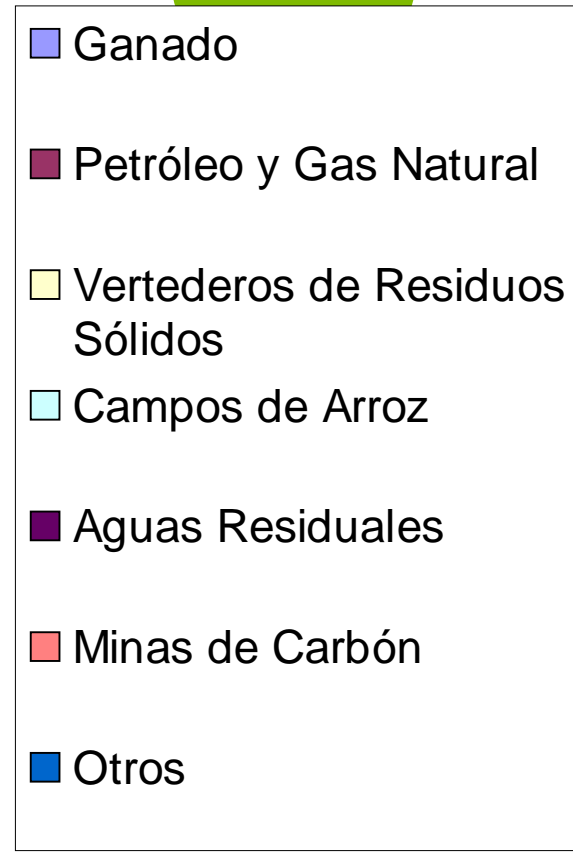 Ganado
Petróleo y Gas Natural
Vertederos de Residuos
Sólidos
Campos de Arroz
Aguas Residuales
Minas de Carbón
Otros